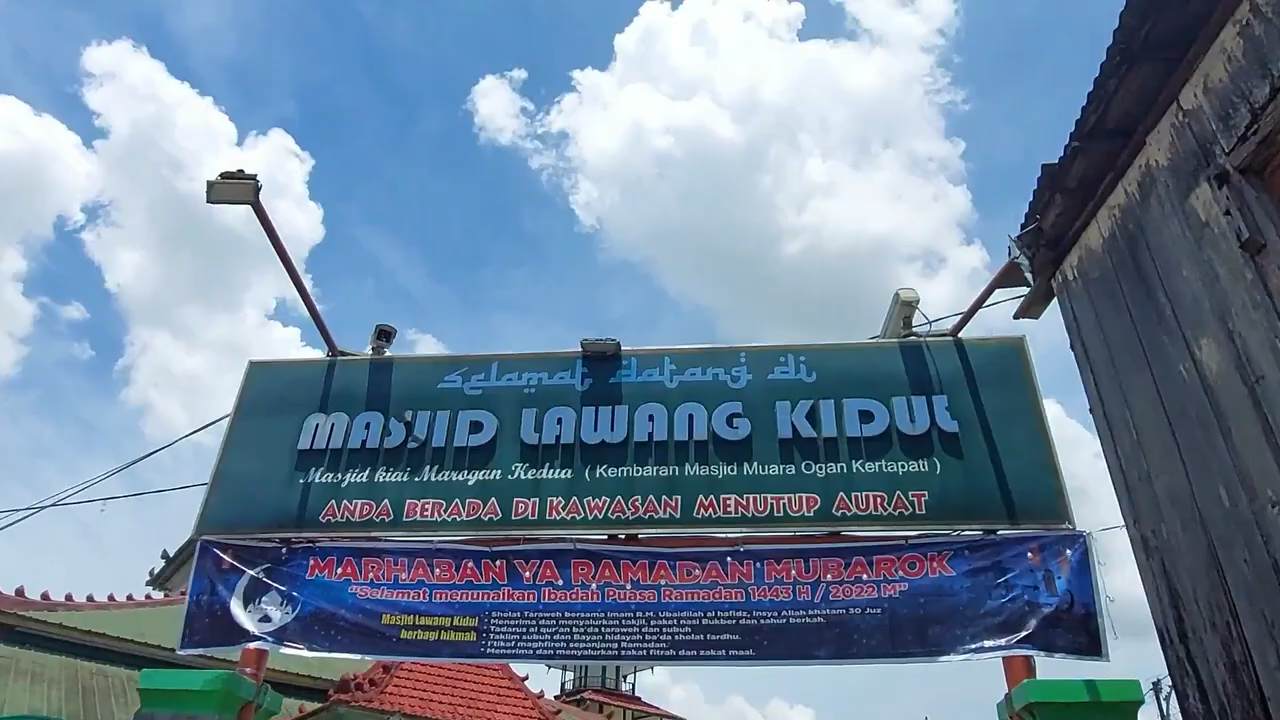 selamat datang di
MASJID LAWANG KIDUL
Masjid kiai Marogan Kedua ( Kembaran Masjid Muara Ogan Kertapati )
ANDA BERADA DI KAWASAN MENUTUP AURAT
MARHABAN YA RAMADAN MUBAROK
"Selamat menunaikan Ibadah Puasa Ramadan 1443 H / 2022 M"
Masjid Lawang Kidul
berbagi hikmah
* Sholat Taraweh bersama imam R.M. Ubaidilah al hafidz, Insya Allah khatam 30 Juz
* Menerima dan menyalurkan takjil, paket nasi Bukber dan sahur berkah.
* Tadarus al qur'an ba'da taraweh dan subuh
* Taklim subuh dan Bayan hidayah ba'da sholat fardhu.
* I'tikaf maghfiroh sepanjang Ramadan.
* Menerima dan menyalurkan zakat fitrah dan zakat maal.